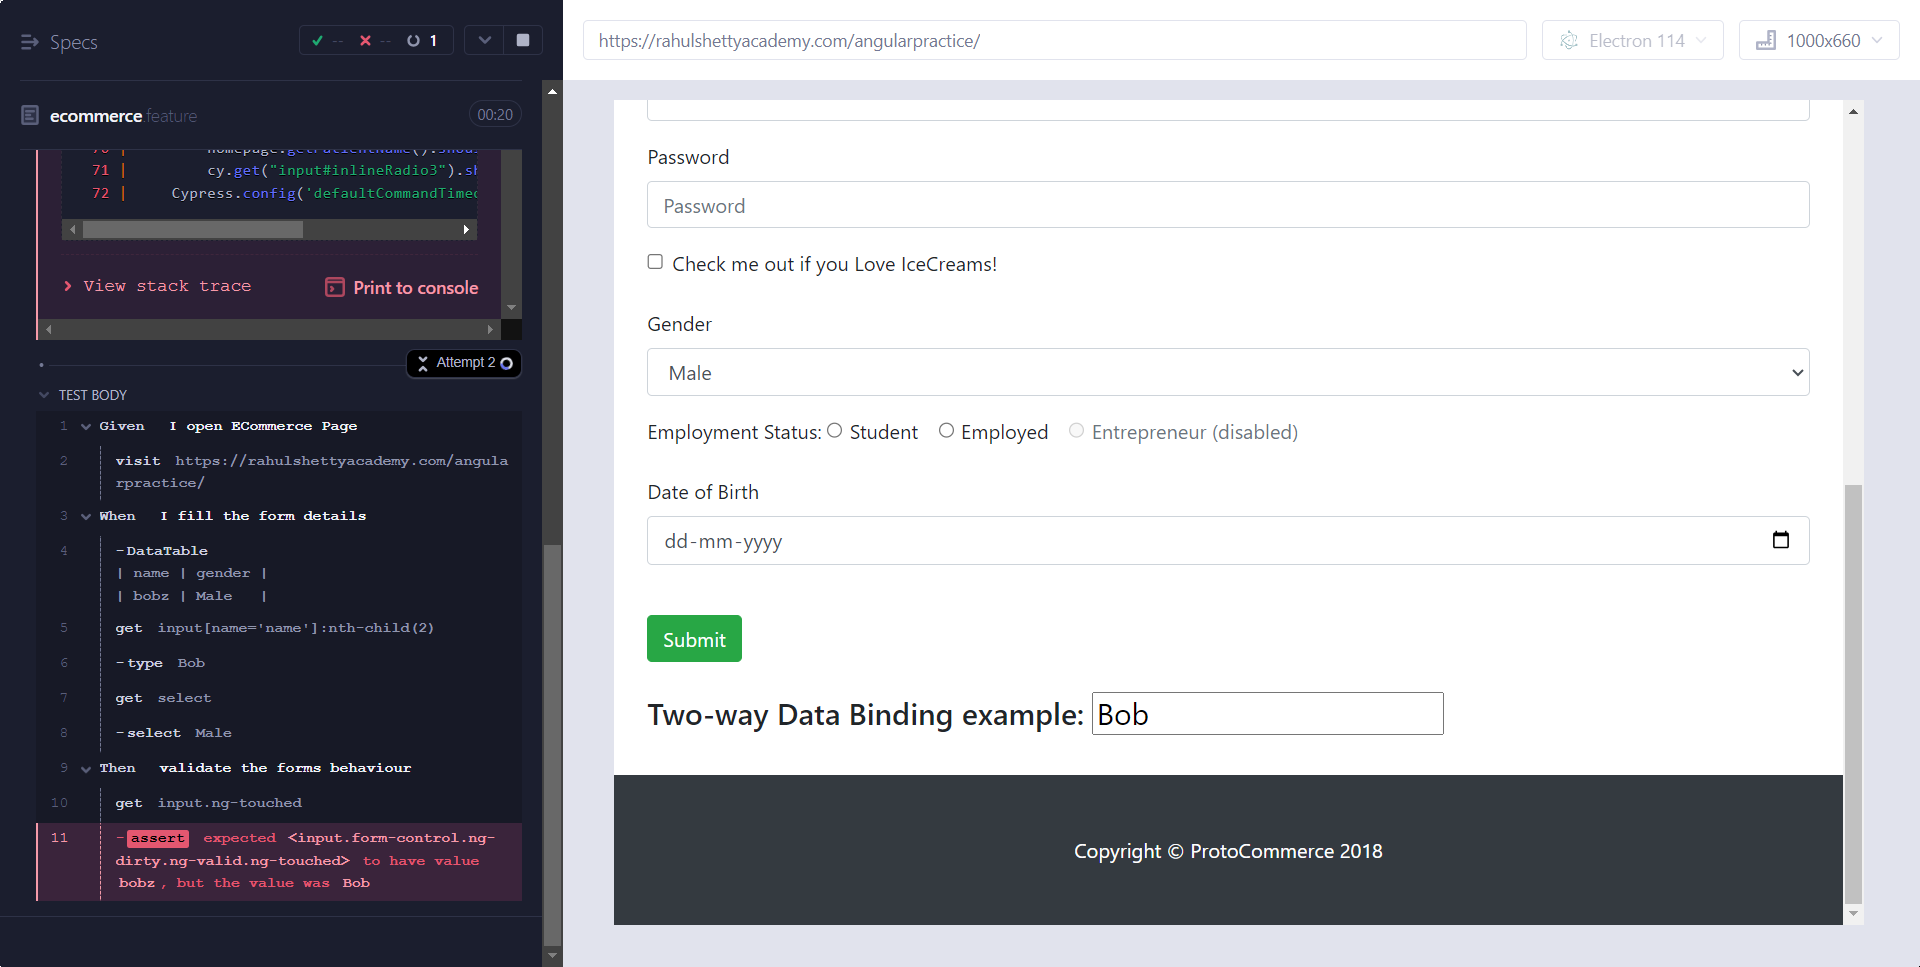 Specs
-- -- 1
https://rahulshettyacademy.com/angularpractice/
Electron 114
1000x660
ecommerce.feature
00:20
71 | cy.get("input#inlineRadio3").sh
72 | Cypress.config('defaultCommandTimeo
View stack trace
Print to console
Attempt 2
TEST BODY
1 Given I open ECommerce Page
2 visit https://rahulshettyacademy.com/angula
rpractice/
3 When I fill the form details
4 -DataTable
| name | gender |
| bobz | Male |
5 get input[name='name']:nth-child(2)
6 -type Bob
7 get select
8 -select Male
9 Then validate the forms behaviour
10 get input.ng-touched
11 -assert expected <input.form-control.ng-
dirty.ng-valid.ng-touched> to have value
bobz, but the value was Bob
Password
Password
Check me out if you Love IceCreams!
Gender
Male
Employment Status: Student Employed Entrepreneur (disabled)
Date of Birth
dd-mm-yyyy
Submit
Two-way Data Binding example: Bob
Copyright © ProtoCommerce 2018